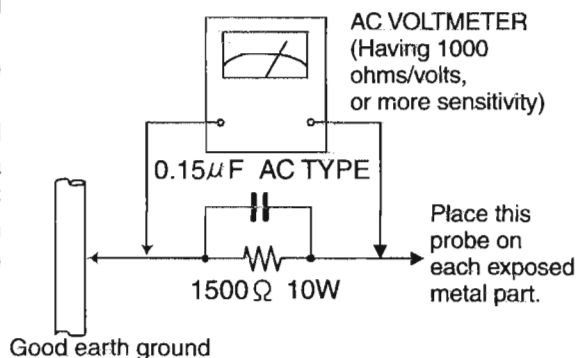 AC VOLTMETER
(Having 1000
ohms/volts,
or more sensitivity)
0.15μF AC TYPE
Place this
probe on
each exposed
metal part.
1500Ω 10W
Good earth ground